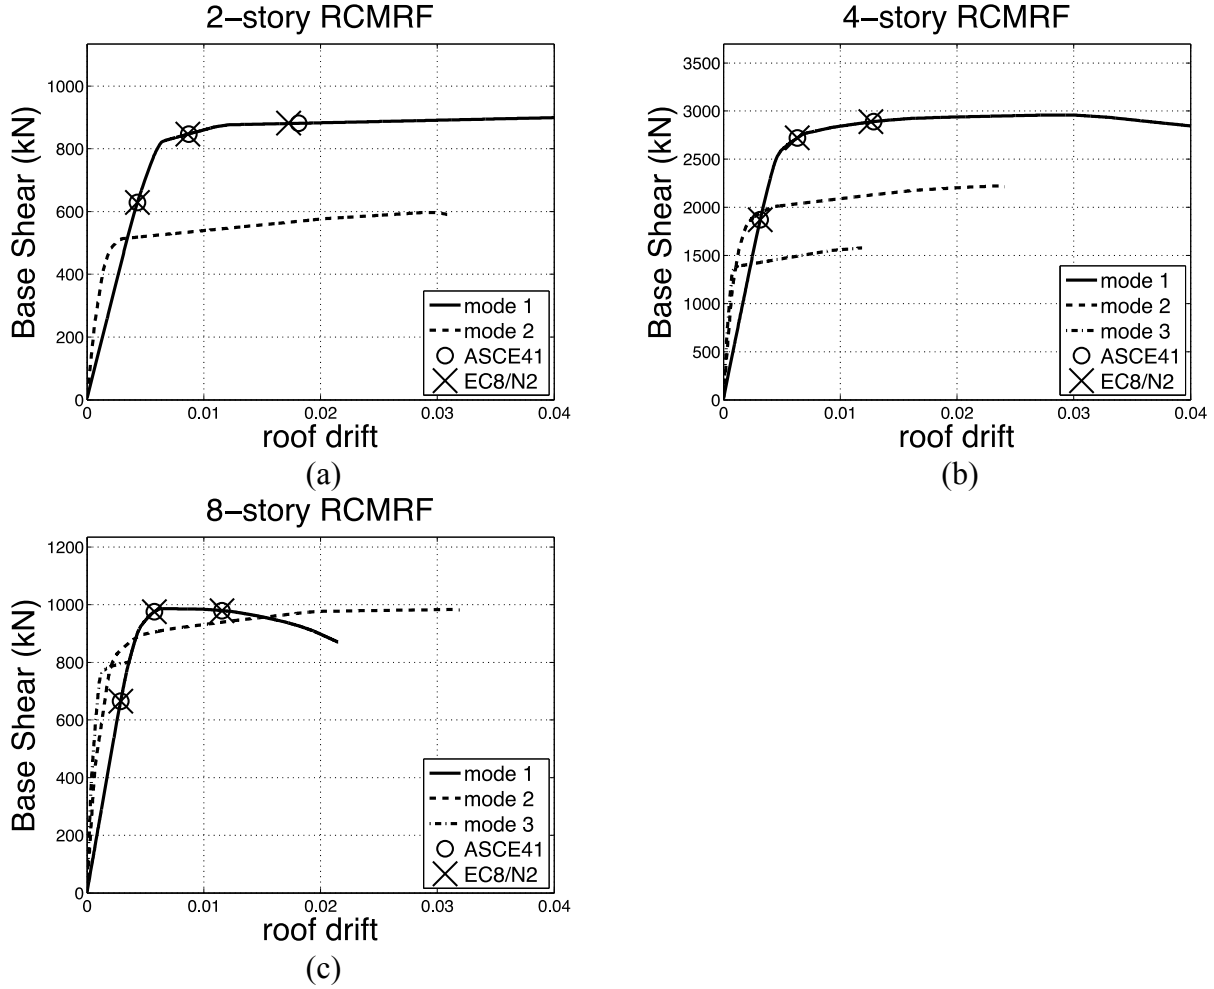 2−story RCMRF
Base Shear (kN)
1000
800
600
400
200
0
0 0.01 0.02 0.03 0.04
roof drift
mode 1
mode 2
ASCE41
EC8/N2
(a)
4−story RCMRF
Base Shear (kN)
3500
3000
2500
2000
1500
1000
500
0
0 0.01 0.02 0.03 0.04
roof drift
mode 1
mode 2
mode 3
ASCE41
EC8/N2
(b)
8−story RCMRF
Base Shear (kN)
1200
1000
800
600
400
200
0
0 0.01 0.02 0.03 0.04
roof drift
mode 1
mode 2
mode 3
ASCE41
EC8/N2
(c)